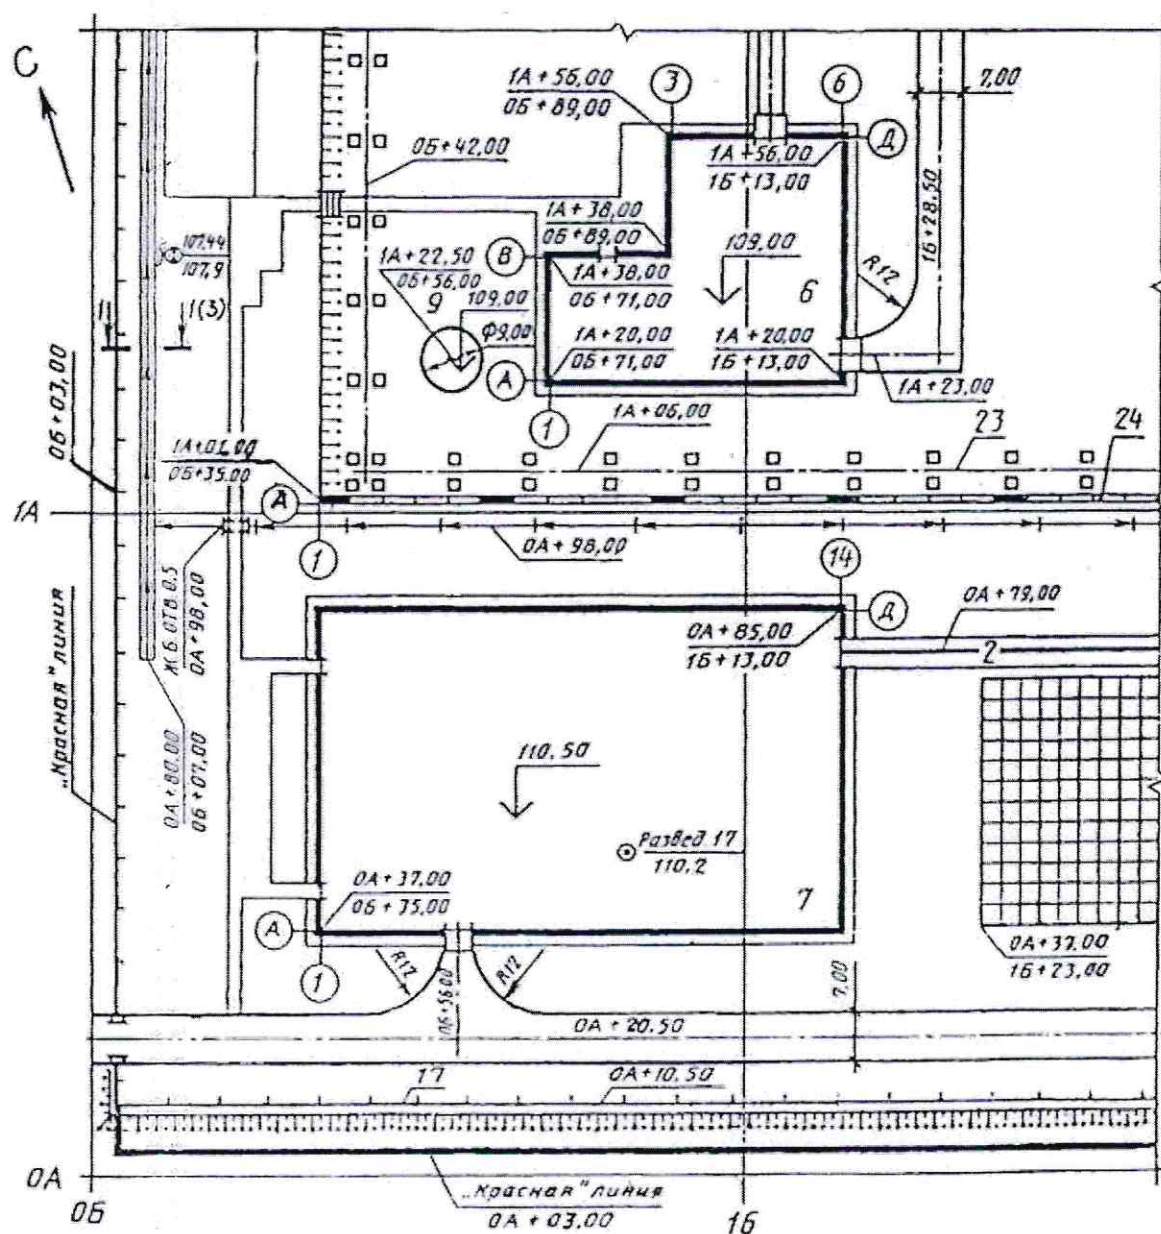 С
1А+56,00
0Б+89,00
3
6
7,00
Д
0Б+42,00
1А+56,00
1Б+13,00
1Б+28,50
107,44
107,9
1А+38,00
0Б+89,00
109,00
R12
В
1А+22,50
0Б+56,00
1А+38,00
0Б+71,00
6
9
109,00
1
1(3)
Ф9,00
1А+20,00
0Б+71,00
1А+20,00
1Б+13,00
А
1А+23,00
0Б+03,00
1
1А+06,00
23
24
1А+01,00
0Б+35,00
А
1А
0А+98,00
1
14
Ж.Б.ОТВ.0.5
0А+98,00
0А+79,00
Д
0А+85,00
1Б+13,00
2
„Красная" линия
0А+80,00
0Б+07,00
110,50
Развед.17
110,2
0А+37,00
0Б+35,00
7
А
0А+37,00
1Б+23,00
1
R12
0Б+56,00
R12
7,00
0А+20,50
17
0А+10,50
0А
„Красная" линия
0А+03,00
0Б
1Б